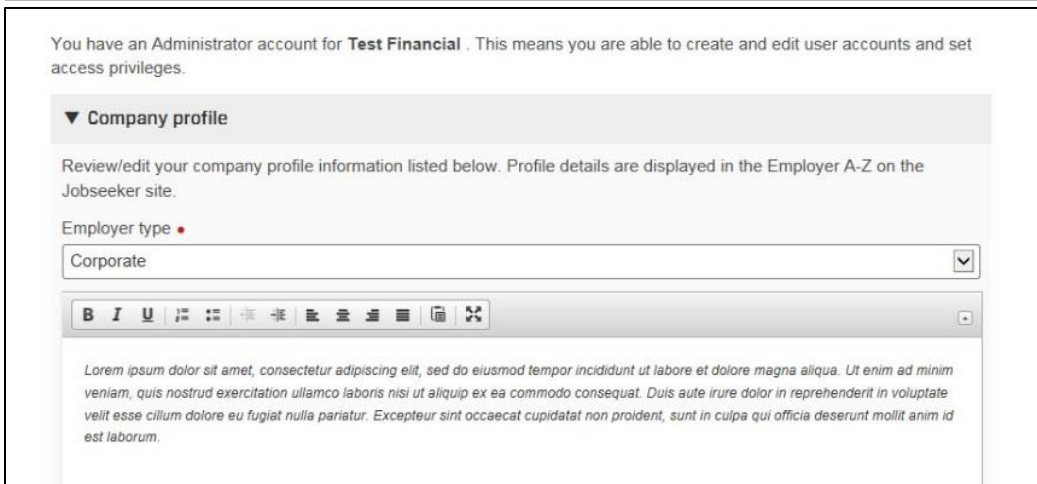 You have an Administrator account for Test Financial . This means you are able to create and edit user accounts and set
access privileges.
▼ Company profile
Review/edit your company profile information listed below. Profile details are displayed in the Employer A-Z on the
Jobseeker site.
Employer type •
Corporate
B I U
Lorem ipsum dolor sit amet, consectetur adipiscing elit, sed do eiusmod tempor incididunt ut labore et dolore magna aliqua. Ut enim ad minim
veniam, quis nostrud exercitation ullamco laboris nisi ut aliquip ex ea commodo consequat. Duis aute irure dolor in reprehenderit in voluptate
velit esse cillum dolore eu fugiat nulla pariatur. Excepteur sint occaecat cupidatat non proident, sunt in culpa qui officia deserunt mollit anim id
est laborum.